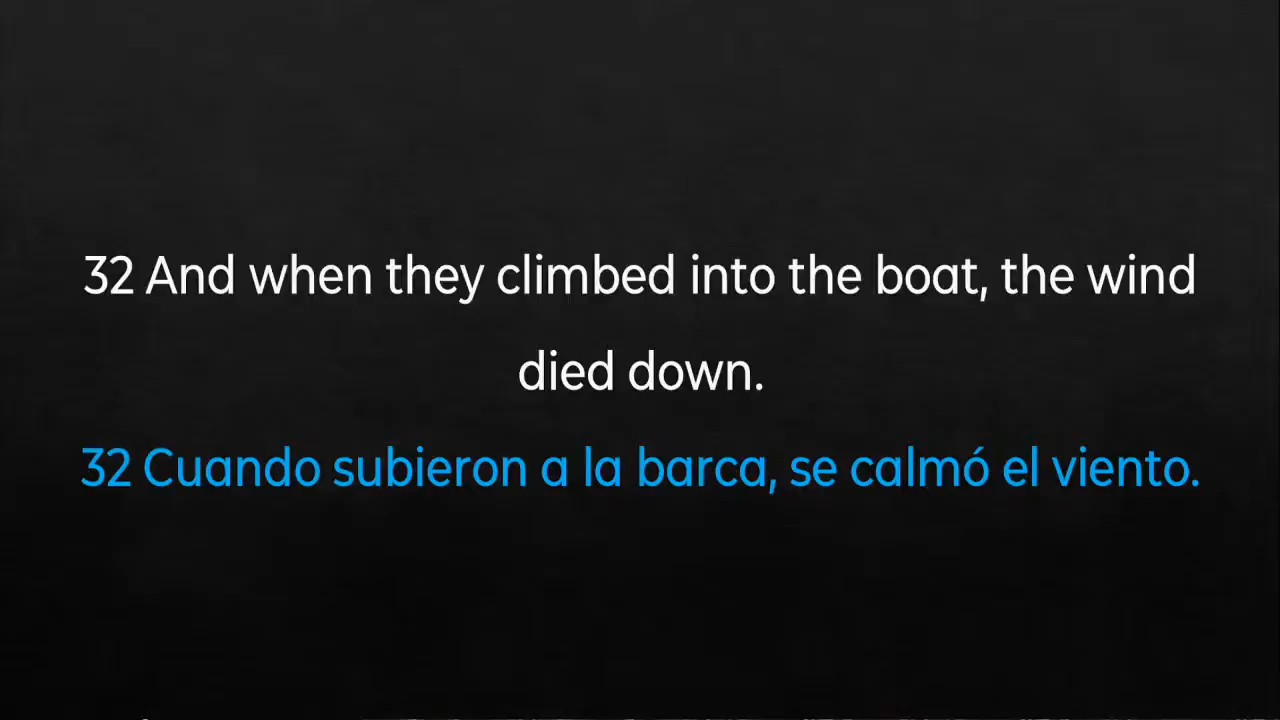 32 And when they climbed into the boat, the wind
died down.
32 Cuando subieron a la barca, se calmó el viento.